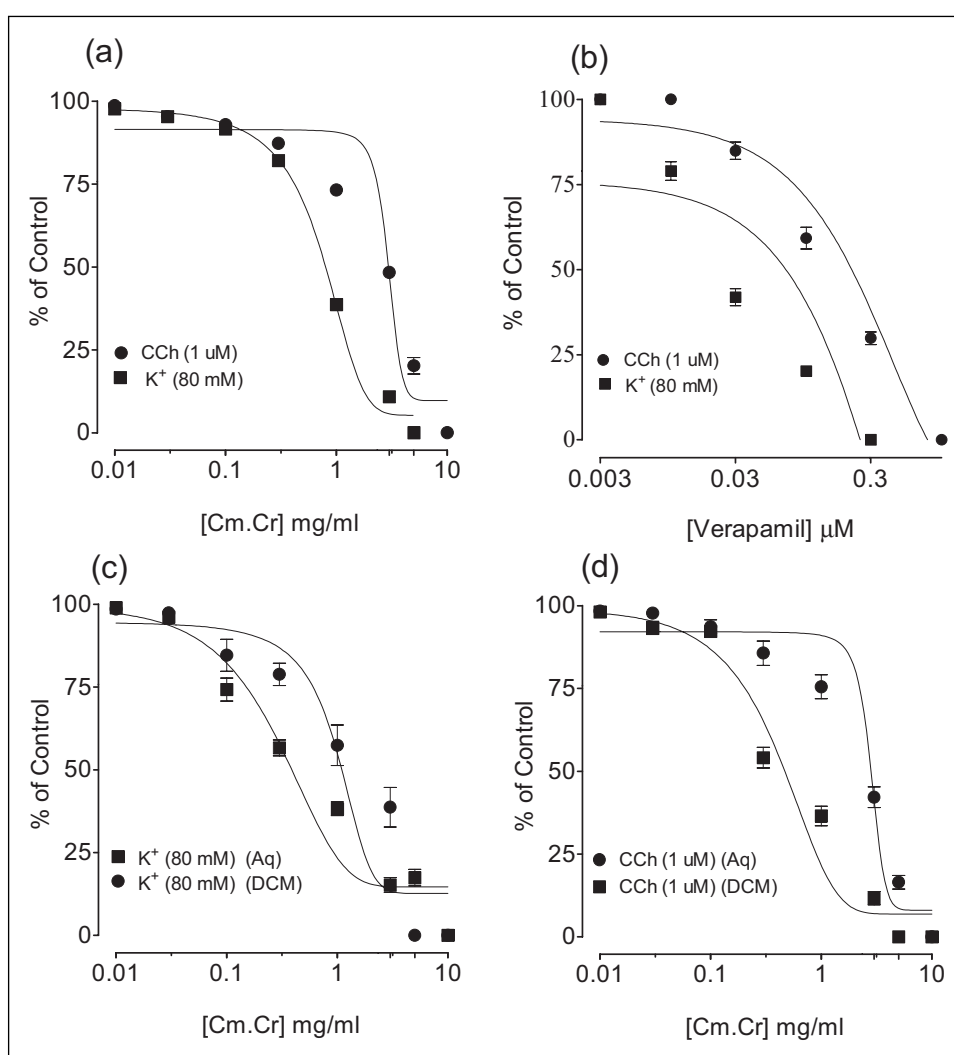 (a)
% of Control
100
75
50
25
0
CCh (1 uM)
K⁺ (80 mM)
0.01 0.1 1 10
[Cm.Cr] mg/ml
(b)
% of Control
100
75
50
25
0
CCh (1 uM)
K⁺ (80 mM)
0.003 0.03 0.3
[Verapamil] μM
(c)
% of Control
100
75
50
25
0
K⁺ (80 mM) (Aq)
K⁺ (80 mM) (DCM)
0.01 0.1 1 10
[Cm.Cr] mg/ml
(d)
% of Control
100
75
50
25
0
CCh (1 uM) (Aq)
CCh (1 uM) (DCM)
0.01 0.1 1 10
[Cm.Cr] mg/ml